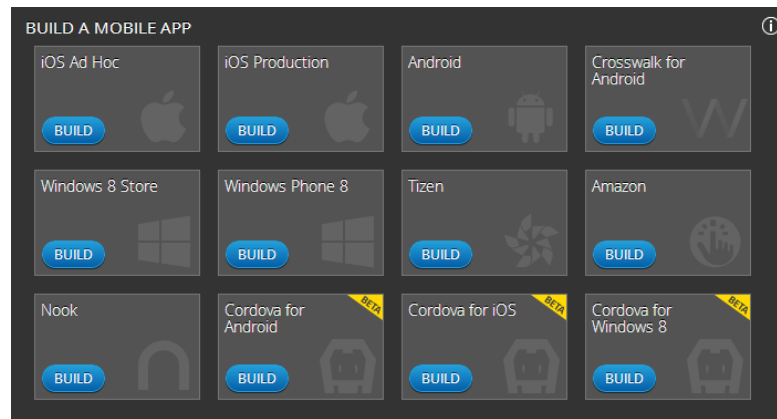 BUILD A MOBILE APP
iOS Ad Hoc
BUILD
iOS Production
BUILD
Android
BUILD
Crosswalk for
Android
BUILD
Windows 8 Store
BUILD
Windows Phone 8
BUILD
Tizen
BUILD
Amazon
BUILD
Nook
BUILD
Cordova for
Android
BETA
BUILD
Cordova for iOS
BETA
BUILD
Cordova for
Windows 8
BETA
BUILD